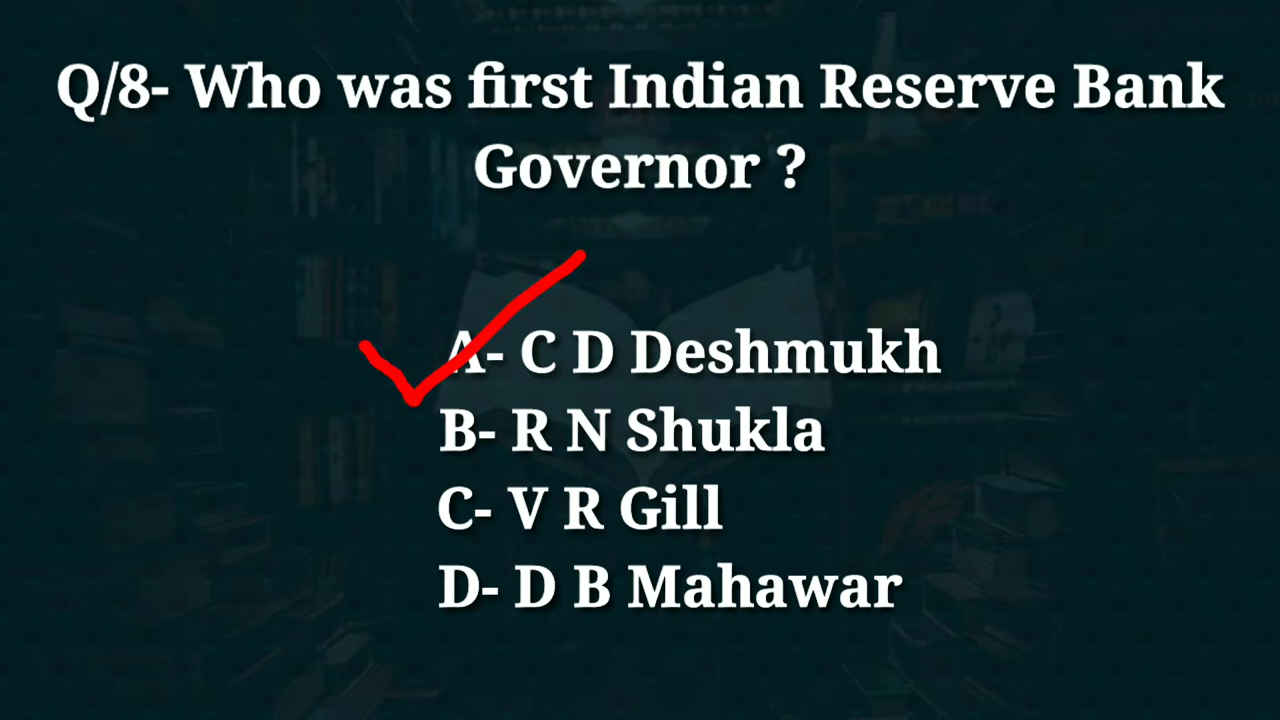 Q/8- Who was first Indian Reserve Bank
Governor ?
A- C D Deshmukh
B- R N Shukla
C- V R Gill
D- D B Mahawar